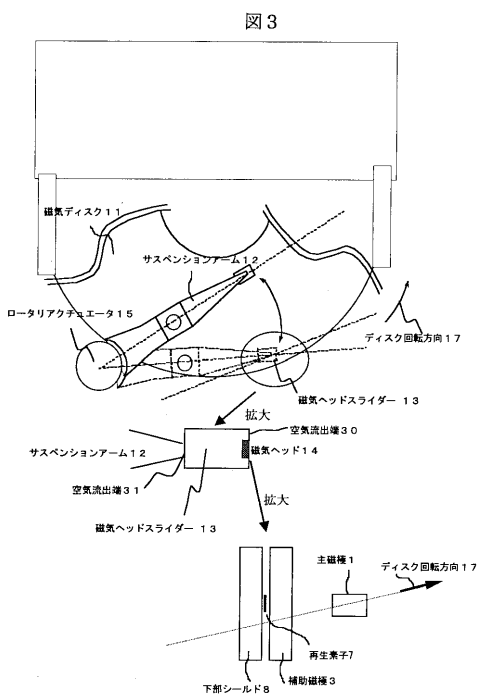 図3
磁気ディスク11
サスペンションアーム12
ロータリアクチュエータ15
ディスク回転方向17
磁気ヘッドスライダー 13
拡大
空気流出端30
サスペンションアーム12
磁気ヘッド14
空気流出端31
拡大
磁気ヘッドスライダー 13
主磁極1
ディスク回転方向17
再生素子7
補助磁極3
下部シールド8